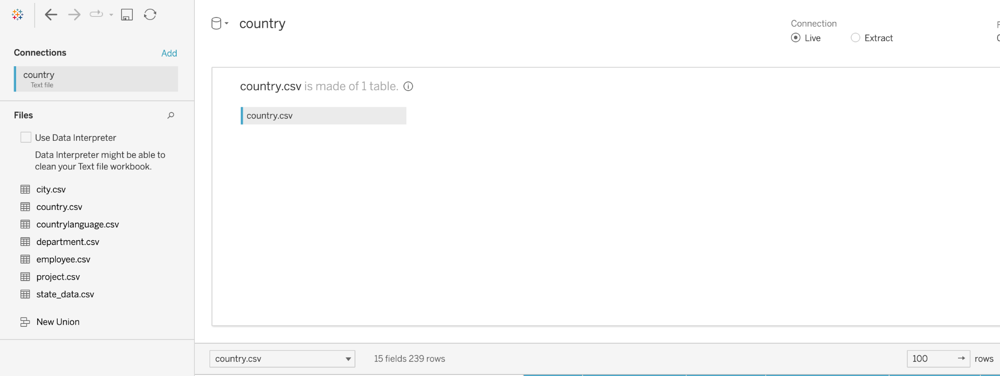 Connections
Add
country
Text file
Files
Use Data Interpreter
Data Interpreter might be able to
clean your Text file workbook.
city.csv
country.csv
countrylanguage.csv
department.csv
employee.csv
project.csv
state_data.csv
New Union
country
Connection
Live
Extract
country.csv is made of 1 table.
country.csv
country.csv
15 fields 239 rows
100
rows